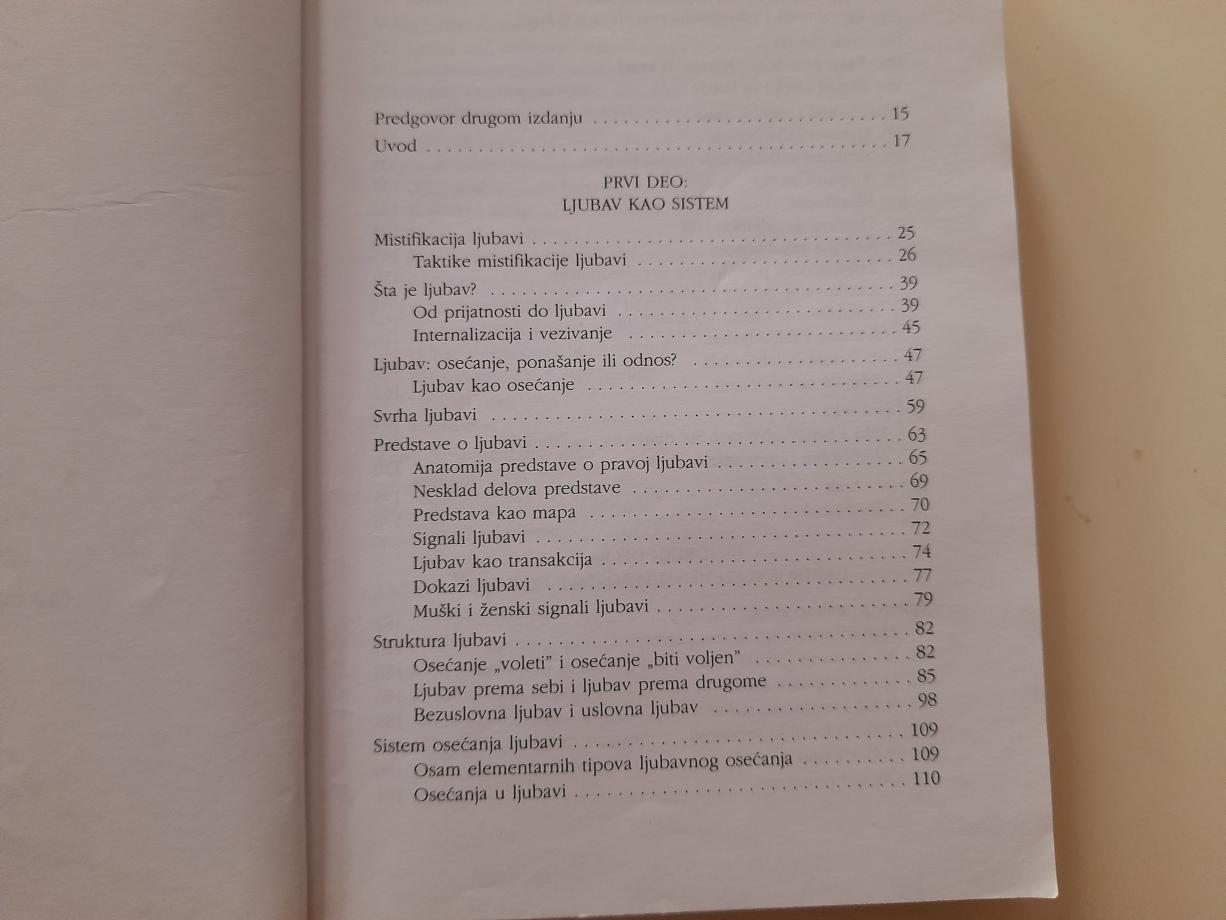 Predgovor drugom izdanju . . . . . . . . . . . . . . . . . . . . . . . . . . . . . 15
Uvod . . . . . . . . . . . . . . . . . . . . . . . . . . . . . . . . . . . . . . . . . . . . . 17
PRVI DEO:
LJUBAV KAO SISTEM
Mistifikacija ljubavi . . . . . . . . . . . . . . . . . . . . . . . . . . . . . . . . . . . 25
Taktike mistifikacije ljubavi . . . . . . . . . . . . . . . . . . . . . . . . . 26
Šta je ljubav? . . . . . . . . . . . . . . . . . . . . . . . . . . . . . . . . . . . . . . . 39
Od prijatnosti do ljubavi . . . . . . . . . . . . . . . . . . . . . . . . . . . 39
Internalizacija i vezivanje . . . . . . . . . . . . . . . . . . . . . . . . . . 45
Ljubav: osećanje, ponašanje ili odnos? . . . . . . . . . . . . . . . . . . . . 47
Ljubav kao osećanje . . . . . . . . . . . . . . . . . . . . . . . . . . . . . . 47
Svrha ljubavi . . . . . . . . . . . . . . . . . . . . . . . . . . . . . . . . . . . . . . . 59
Predstave o ljubavi . . . . . . . . . . . . . . . . . . . . . . . . . . . . . . . . . . . 63
Anatomija predstave o pravoj ljubavi . . . . . . . . . . . . . . . . . . 65
Nesklad delova predstave . . . . . . . . . . . . . . . . . . . . . . . . . . 69
Predstava kao mapa . . . . . . . . . . . . . . . . . . . . . . . . . . . . . . 70
Signali ljubavi . . . . . . . . . . . . . . . . . . . . . . . . . . . . . . . . . . . 72
Ljubav kao transakcija . . . . . . . . . . . . . . . . . . . . . . . . . . . . . 74
Dokazi ljubavi . . . . . . . . . . . . . . . . . . . . . . . . . . . . . . . . . . 77
Muški i ženski signali ljubavi . . . . . . . . . . . . . . . . . . . . . . . . 79
Struktura ljubavi . . . . . . . . . . . . . . . . . . . . . . . . . . . . . . . . . . . . . 82
Osećanje „voleti” i osećanje „biti voljen” . . . . . . . . . . . . . . . 82
Ljubav prema sebi i ljubav prema drugome . . . . . . . . . . . . . 85
Bezuslovna ljubav i uslovna ljubav . . . . . . . . . . . . . . . . . . . 98
Sistem osećanja ljubavi . . . . . . . . . . . . . . . . . . . . . . . . . . . . . . . . 109
Osam elementarnih tipova ljubavnog osećanja . . . . . . . . . . 109
Osećanja u ljubavi . . . . . . . . . . . . . . . . . . . . . . . . . . . . . . . . 110